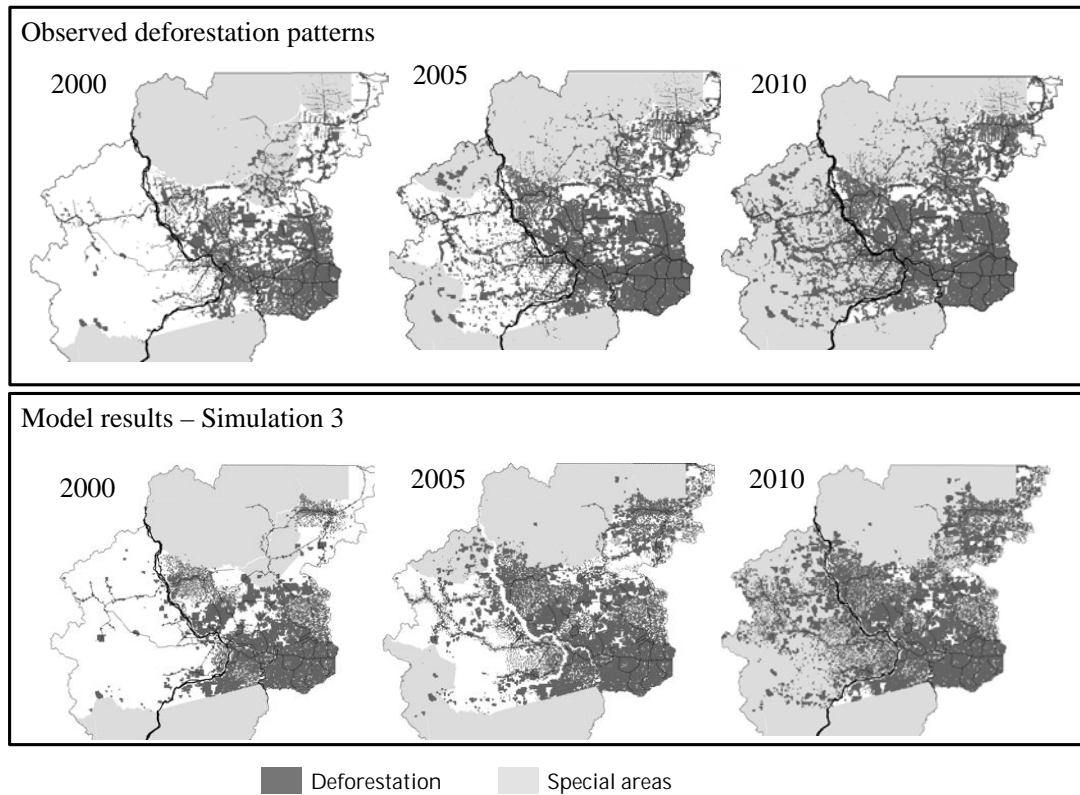 Observed deforestation patterns
2000 2005 2010
Model results – Simulation 3
2000 2005 2010
Deforestation Special areas